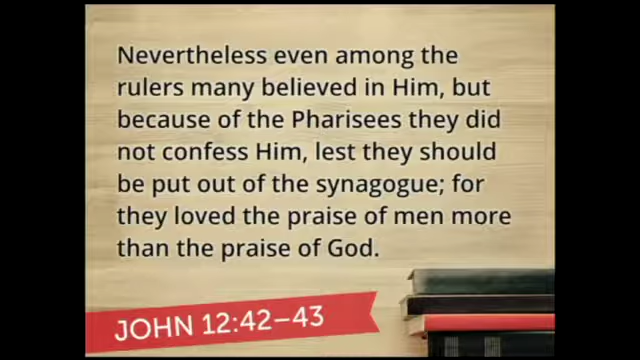 Nevertheless even among the
rulers many believed in Him, but
because of the Pharisees they did
not confess Him, lest they should
be put out of the synagogue; for
they loved the praise of men more
than the praise of God.
JOHN 12:42–43